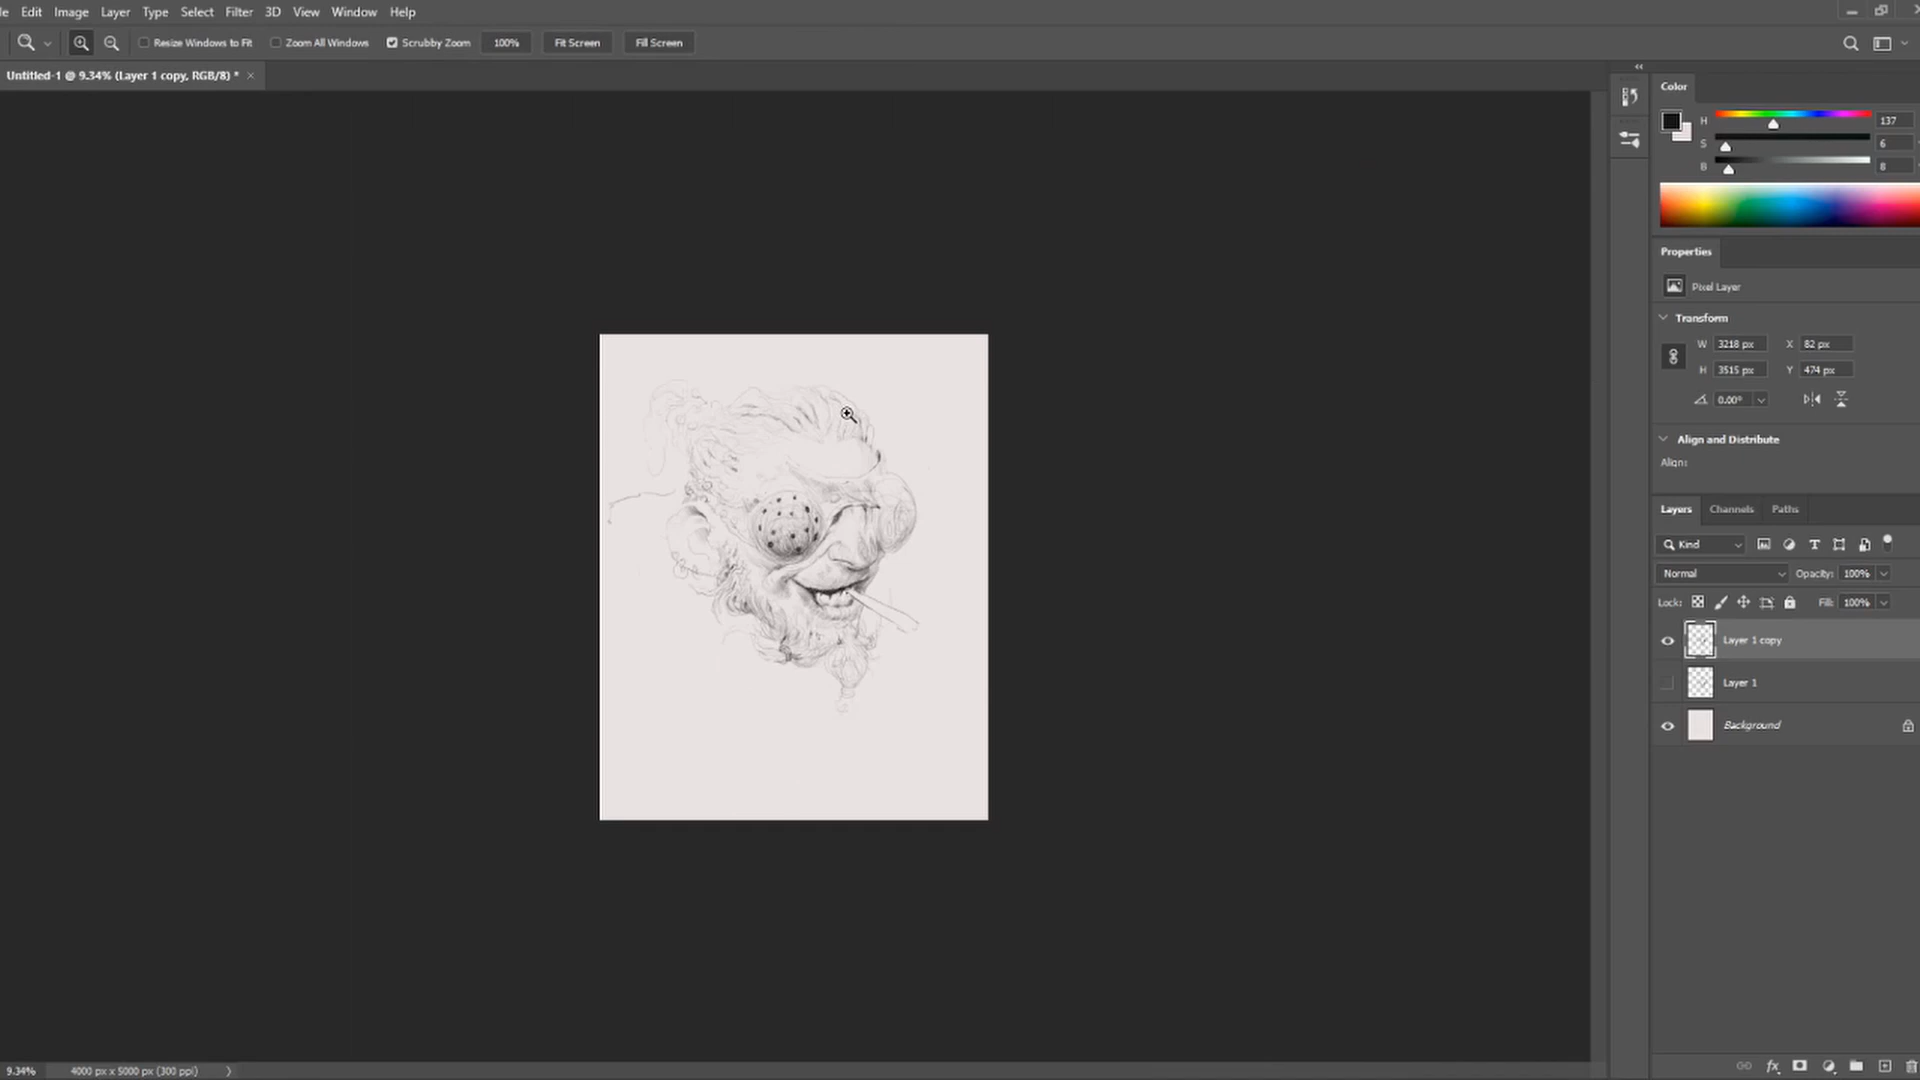 le Edit Image Layer Type Select Filter 3D View Window Help
Resize Windows to Fit Zoom All Windows Scrubby Zoom 100% Fit Screen Fill Screen
Untitled-1 @ 9.34% (Layer 1 copy, RGB/8) *
Color
H 137
S 6
B 8
Properties
Pixel Layer
Transform
W 3218 px X 82 px
H 3515 px Y 474 px
0.00°
Align and Distribute
Align:
Layers Channels Paths
Kind
Normal Opacity: 100%
Lock: Fill: 100%
Layer 1 copy
Layer 1
Background
9.34% 4000 px x 5000 px (300 ppi)